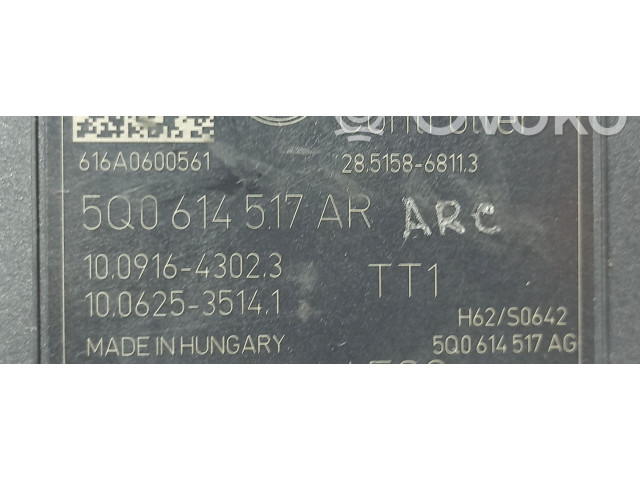 616A0600561 28.5158-6811.3
5Q0 614 517 AR ARC
10.0916-4302.3 TT1
10.0625-3514.1
H62/S0642
MADE IN HUNGARY 5Q0 614 517 AG